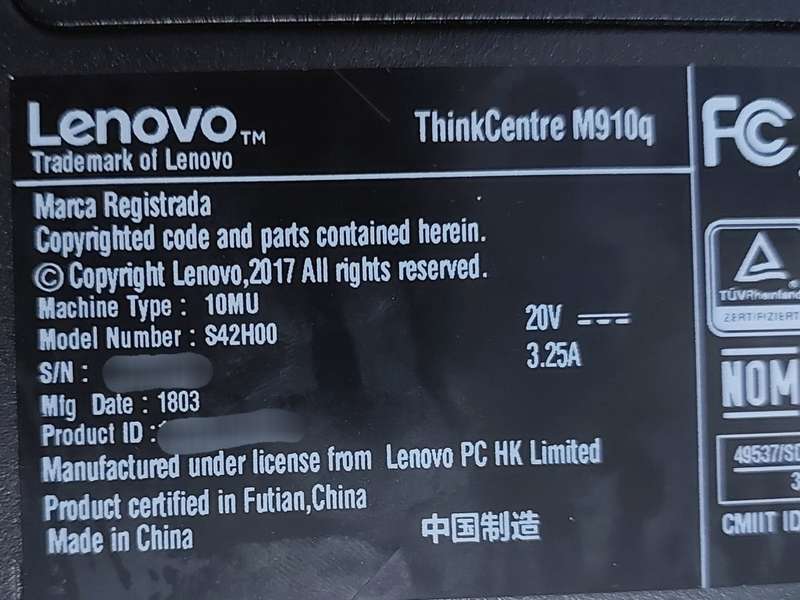 Lenovo™
ThinkCentre M910q
Trademark of Lenovo
Marca Registrada
Copyrighted code and parts contained herein.
© Copyright Lenovo,2017 All rights reserved.
Machine Type : 10MU
Model Number : S42H00
20V
3.25A
S/N :
Mfg Date : 1803
Product ID :
Manufactured under license from Lenovo PC HK Limited
Product certified in Futian,China
Made in China
中国制造
FC
TÜVRheinland
ZERTIFIZIERT
NOM
49537/SD
3
CMIIT ID